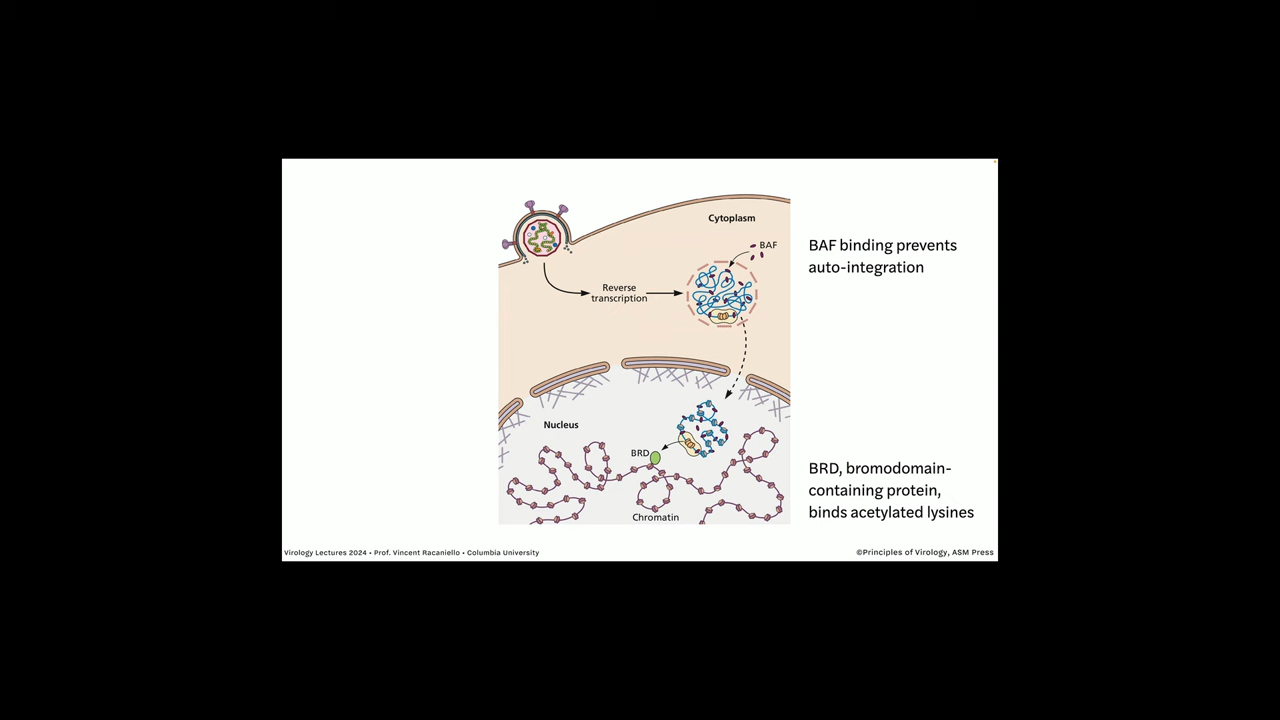 Cytoplasm
BAF
BAF binding prevents
auto-integration
Reverse
transcription
Nucleus
BRD
BRD, bromodomain-
containing protein,
binds acetylated lysines
Chromatin
Virology Lectures 2024 • Prof. Vincent Racaniello • Columbia University
©Principles of Virology, ASM Press